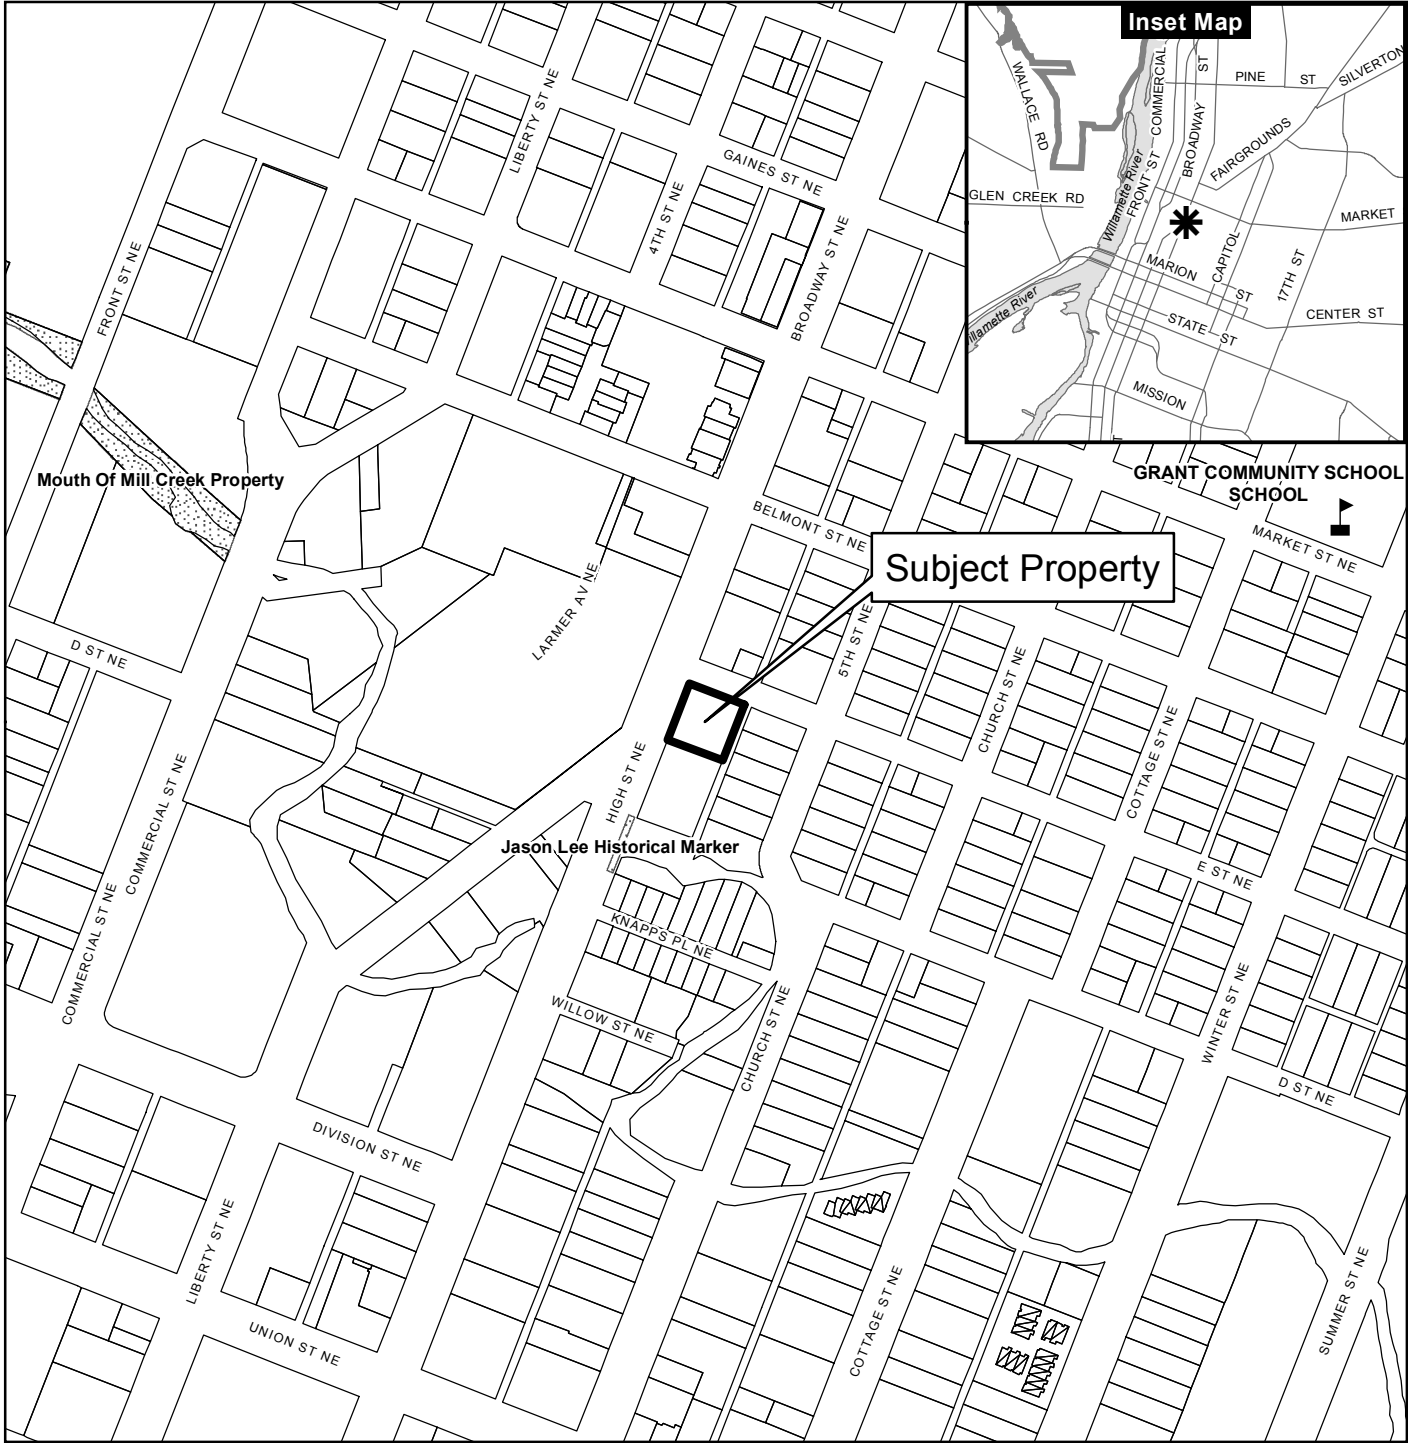 Inset Map
WALLACE RD
COMMERCIAL
ST
PINE ST
SILVERTON
BROADWAY
FAIRGROUNDS
Willamette River
FRONT ST
GLEN CREEK RD
MARKET
MARION ST
CAPITOL
17TH ST
illamette River
STATE ST
CENTER ST
MISSION
T
LIBERTY ST NE
GAINES ST NE
4TH ST NE
BROADWAY ST NE
FRONT ST NE
Mouth Of Mill Creek Property
GRANT COMMUNITY SCHOOL
SCHOOL
BELMONT ST NE
MARKET ST NE
Subject Property
LARMER AV NE
5TH ST NE
D ST NE
CHURCH ST NE
COTTAGE ST NE
HIGH ST NE
COMMERCIAL ST NE
Jason Lee Historical Marker
E ST NE
COMMERCIAL ST NE
KNAPPS PL NE
WILLOW ST NE
CHURCH ST NE
WINTER ST NE
D ST NE
DIVISION ST NE
LIBERTY ST NE
UNION ST NE
COTTAGE ST NE
SUMMER ST NE